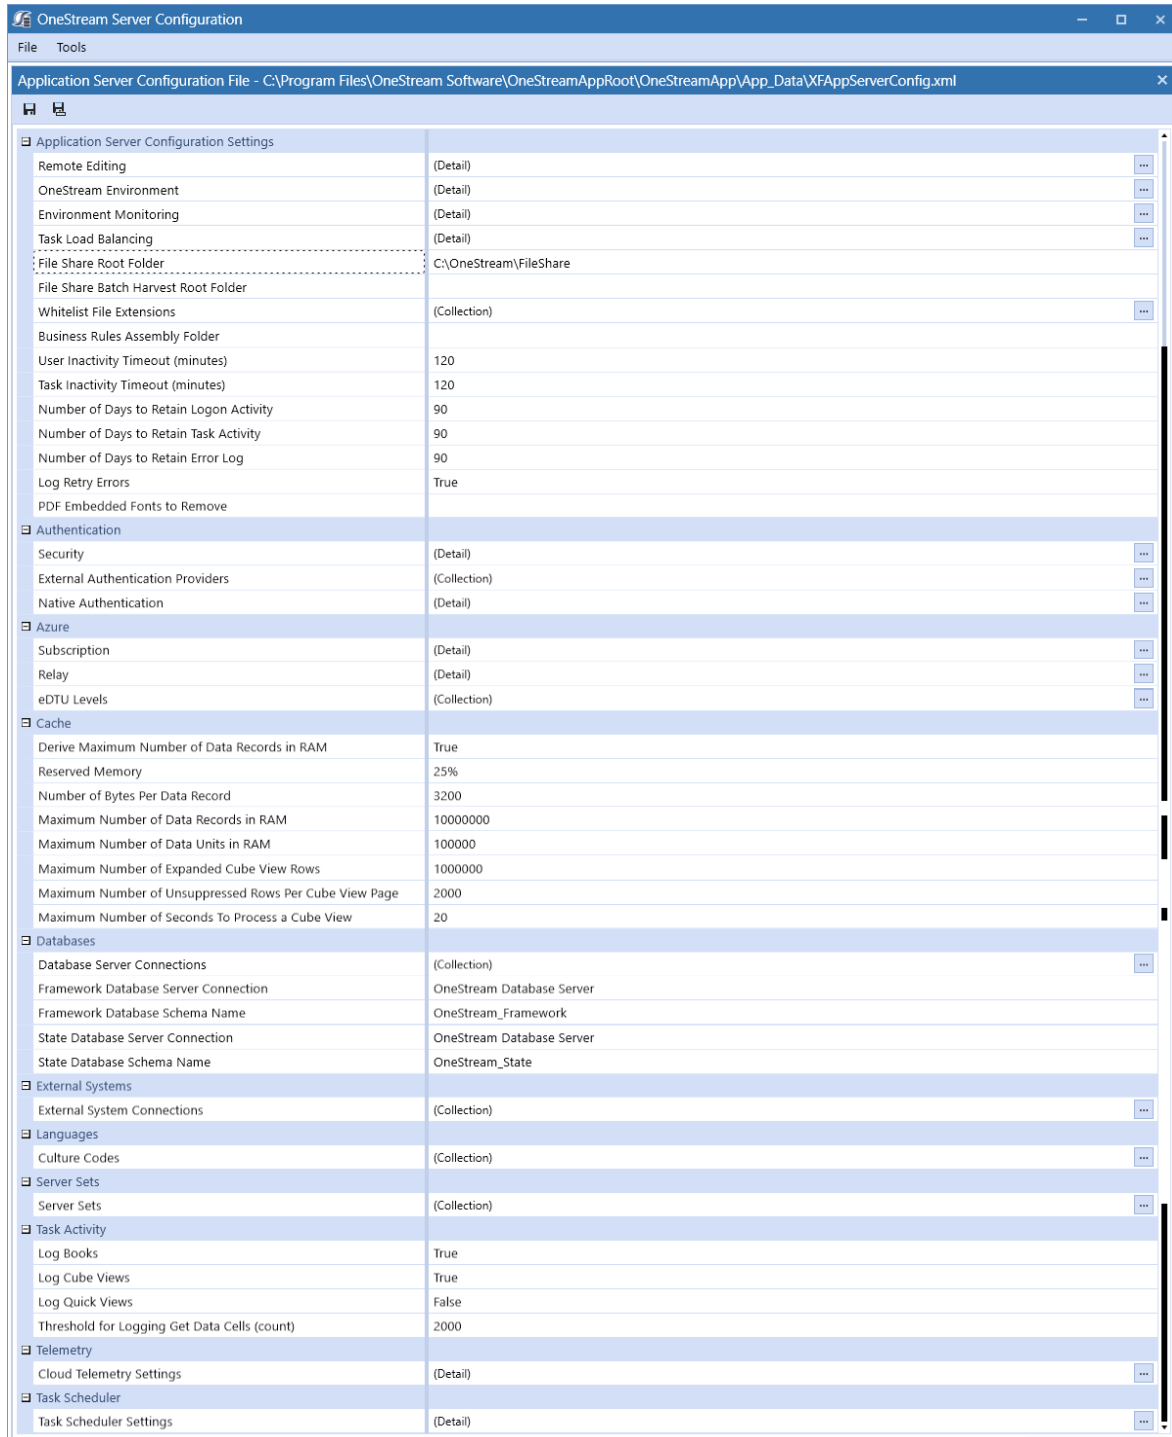 OneStream Server Configuration
File Tools
Application Server Configuration File - C:\Program Files\OneStream Software\OneStreamAppRoot\OneStreamApp\App_Data\XFAppServerConfig.xml
Application Server Configuration Settings
Remote Editing (Detail) ...
OneStream Environment (Detail) ...
Environment Monitoring (Detail) ...
Task Load Balancing (Detail) ...
File Share Root Folder C:\OneStream\FileShare
File Share Batch Harvest Root Folder
Whitelist File Extensions (Collection) ...
Business Rules Assembly Folder
User Inactivity Timeout (minutes) 120
Task Inactivity Timeout (minutes) 120
Number of Days to Retain Logon Activity 90
Number of Days to Retain Task Activity 90
Number of Days to Retain Error Log 90
Log Retry Errors True
PDF Embedded Fonts to Remove
Authentication
Security (Detail) ...
External Authentication Providers (Collection) ...
Native Authentication (Detail) ...
Azure
Subscription (Detail) ...
Relay (Detail) ...
eDTU Levels (Collection) ...
Cache
Derive Maximum Number of Data Records in RAM True
Reserved Memory 25%
Number of Bytes Per Data Record 3200
Maximum Number of Data Records in RAM 10000000
Maximum Number of Data Units in RAM 100000
Maximum Number of Expanded Cube View Rows 1000000
Maximum Number of Unsuppressed Rows Per Cube View Page 2000
Maximum Number of Seconds To Process a Cube View 20
Databases
Database Server Connections (Collection) ...
Framework Database Server Connection OneStream Database Server
Framework Database Schema Name OneStream_Framework
State Database Server Connection OneStream Database Server
State Database Schema Name OneStream_State
External Systems
External System Connections (Collection) ...
Languages
Culture Codes (Collection) ...
Server Sets
Server Sets (Collection) ...
Task Activity
Log Books True
Log Cube Views True
Log Quick Views False
Threshold for Logging Get Data Cells (count) 2000
Telemetry
Cloud Telemetry Settings (Detail) ...
Task Scheduler
Task Scheduler Settings (Detail) ...